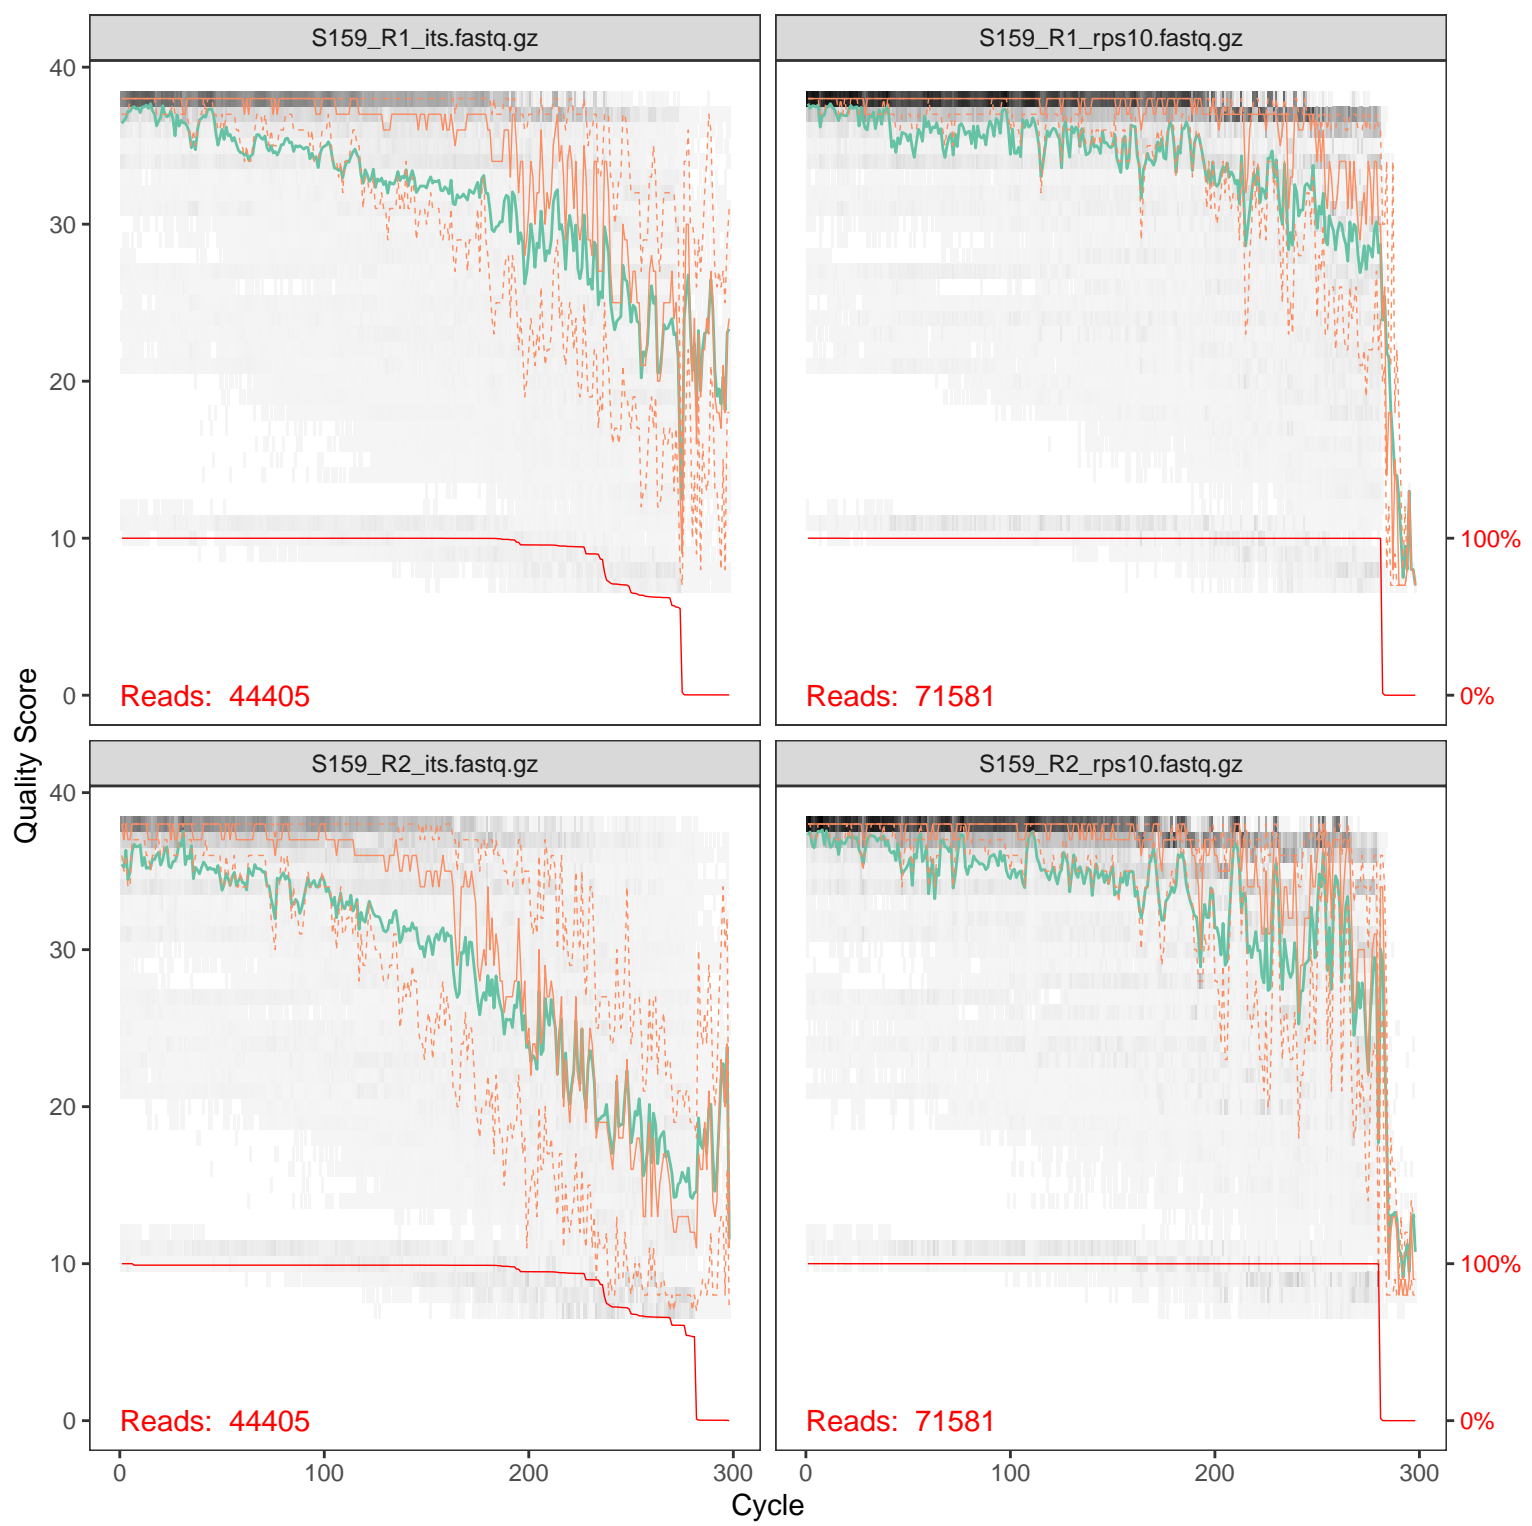 S159_R1_its.fastq.gz
S159_R1_rps10.fastq.gz
40
30
20
10
0
Reads: 44405
Reads: 71581
100%
0%
Quality Score
S159_R2_its.fastq.gz
S159_R2_rps10.fastq.gz
40
30
20
10
0
Reads: 44405
Reads: 71581
100%
0%
0 100 200 300
0 100 200 300
Cycle